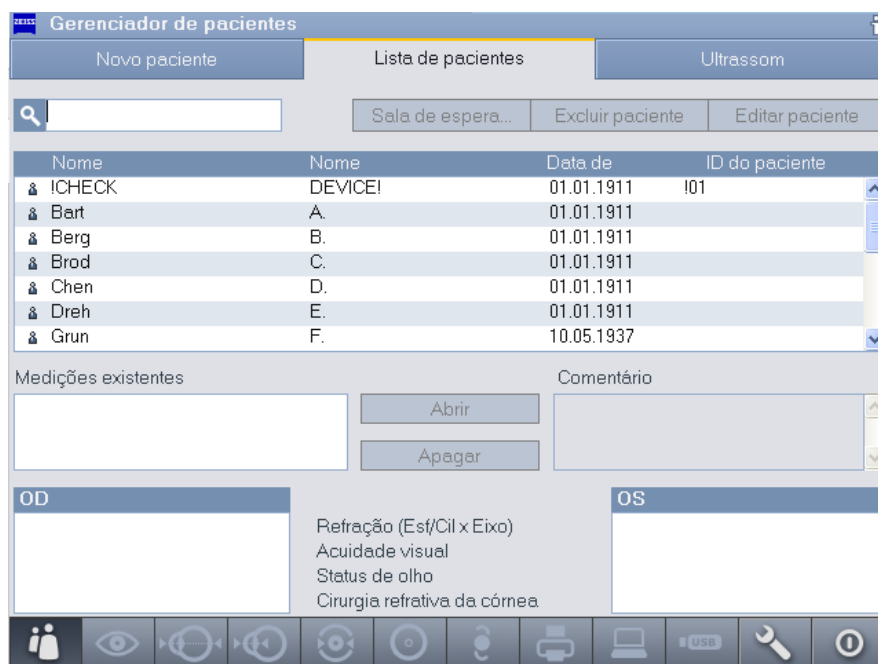 ZEISS Gerenciador de pacientes
Novo paciente Lista de pacientes Ultrassom
Sala de espera... Excluir paciente Editar paciente
Nome Nome Data de ID do paciente
!CHECK DEVICE! 01.01.1911 !01
Bart A. 01.01.1911
Berg B. 01.01.1911
Brod C. 01.01.1911
Chen D. 01.01.1911
Dreh E. 01.01.1911
Grun F. 10.05.1937
Medições existentes Comentário
Abrir
Apagar
OD OS
Refração (Esf/Cil x Eixo)
Acuidade visual
Status de olho
Cirurgia refrativa da córnea
USB